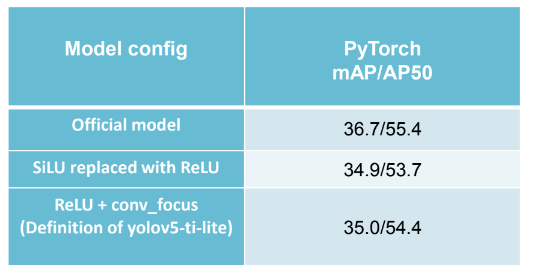 Model config
PyTorch
mAP/AP50
Official model
36.7/55.4
SiLU replaced with ReLU
34.9/53.7
ReLU + conv_focus
(Definition of yolov5-ti-lite)
35.0/54.4